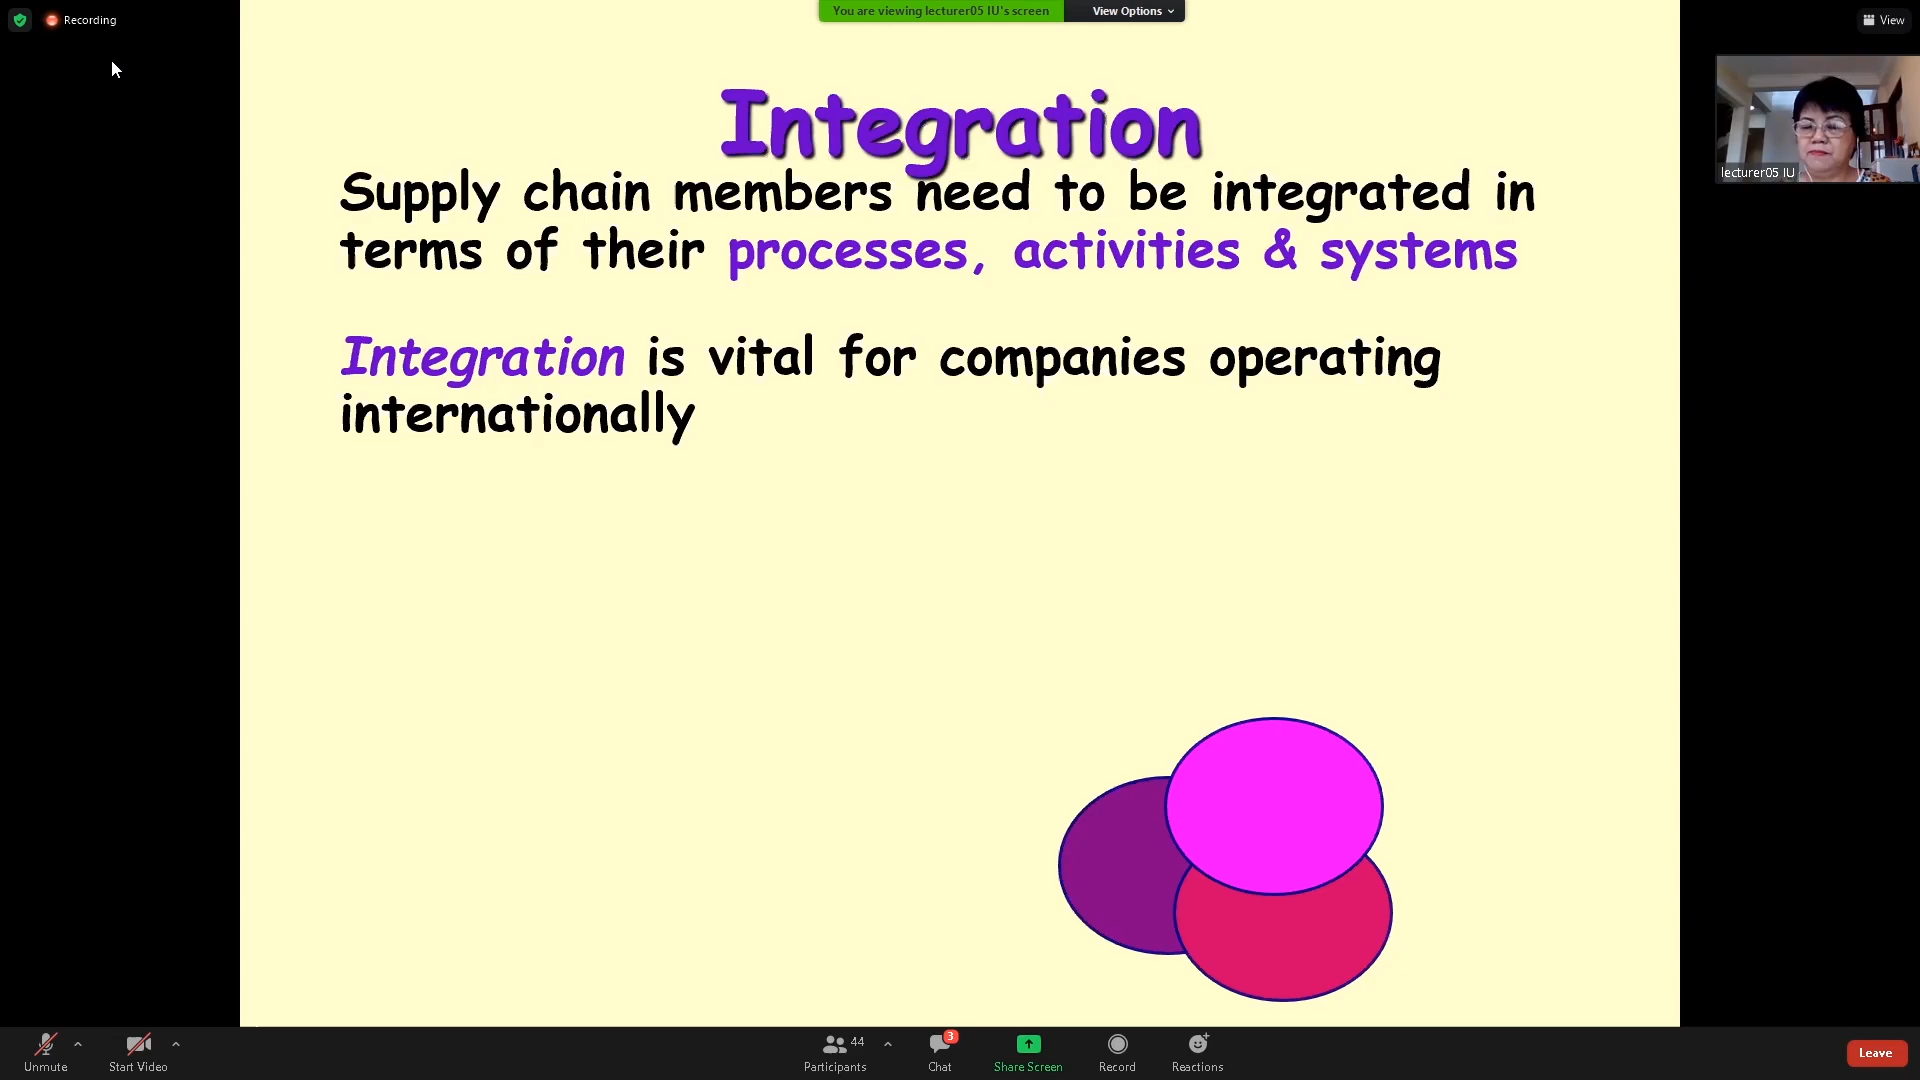 Recording
You are viewing lecturer05 IU's screen
View Options
View
Integration
Supply chain members need to be integrated in
terms of their processes, activities & systems
Integration is vital for companies operating
internationally
lecturer05 IU
Unmute
Start Video
44
Participants
3
Chat
Share Screen
Record
Reactions
Leave